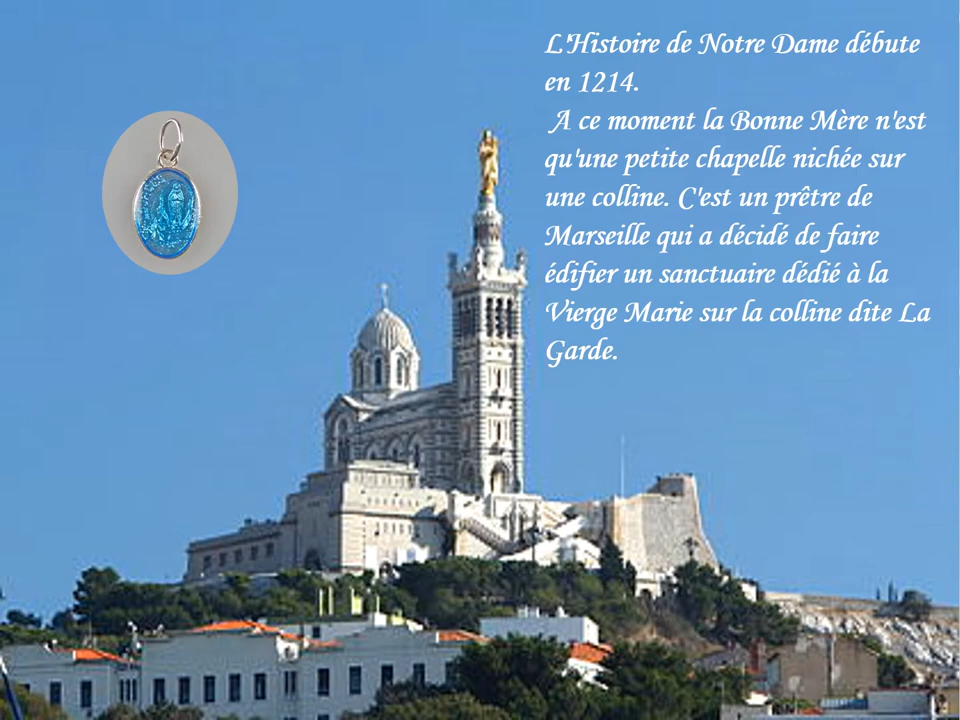 L'Histoire de Notre Dame débute
en 1214.
A ce moment la Bonne Mère n'est
qu'une petite chapelle nichée sur
une colline. C'est un prêtre de
Marseille qui a décidé de faire
édifier un sanctuaire dédié à la
Vierge Marie sur la colline dite La
Garde.